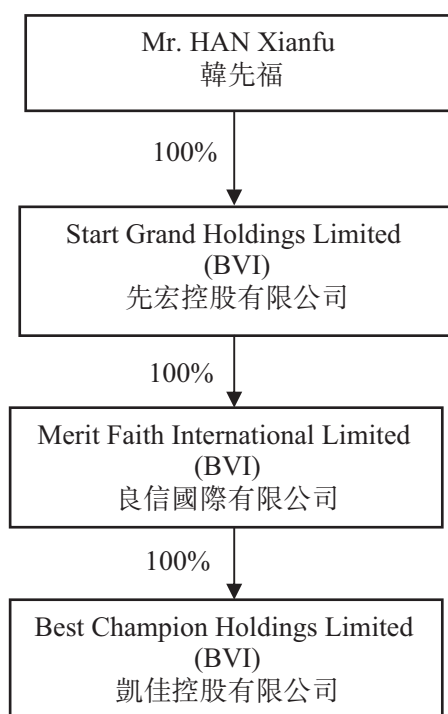 Mr. HAN Xianfu
韓先福
100%
Start Grand Holdings Limited
(BVI)
先宏控股有限公司
100%
Merit Faith International Limited
(BVI)
良信國際有限公司
100%
Best Champion Holdings Limited
(BVI)
凱佳控股有限公司